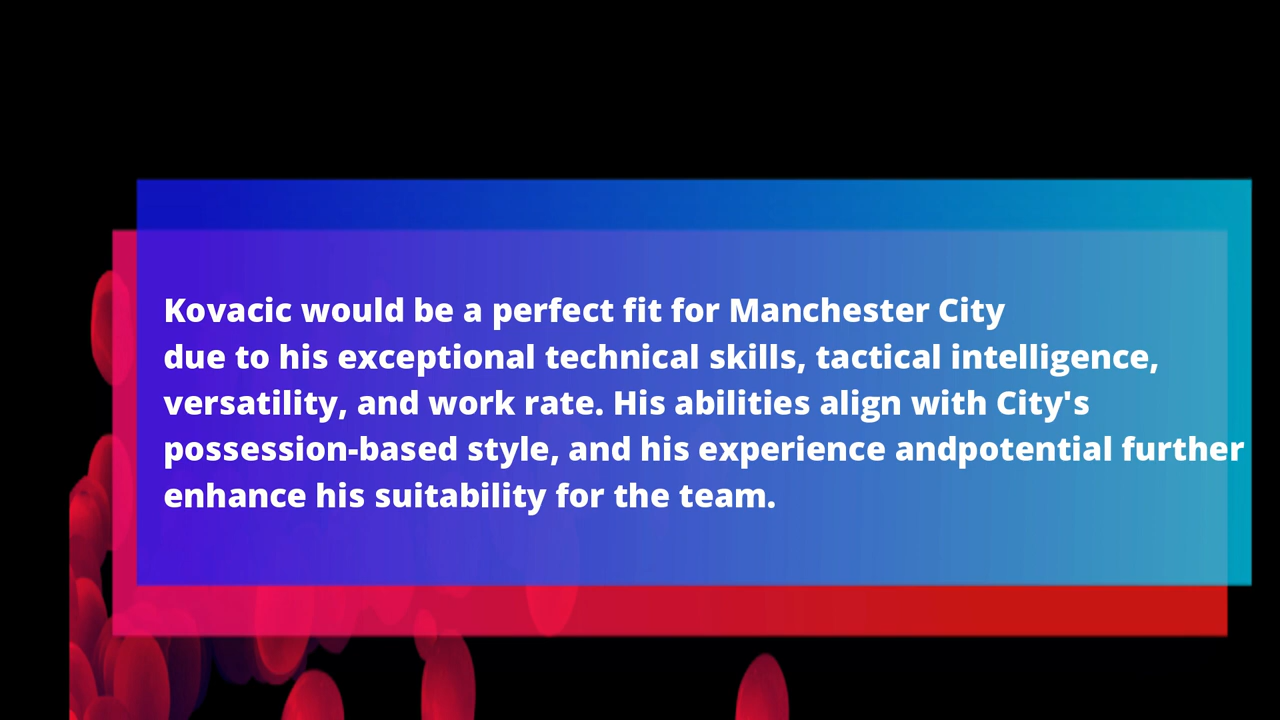 Kovacic would be a perfect fit for Manchester City
due to his exceptional technical skills, tactical intelligence,
versatility, and work rate. His abilities align with City's
possession-based style, and his experience andpotential further
enhance his suitability for the team.